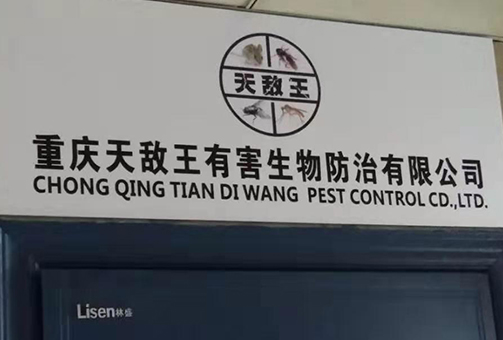 天敌王
重庆天敌王有害生物防治有限公司
CHONG QING TIAN DI WANG PEST CONTROL CD.,LTD.
Lisen林盛